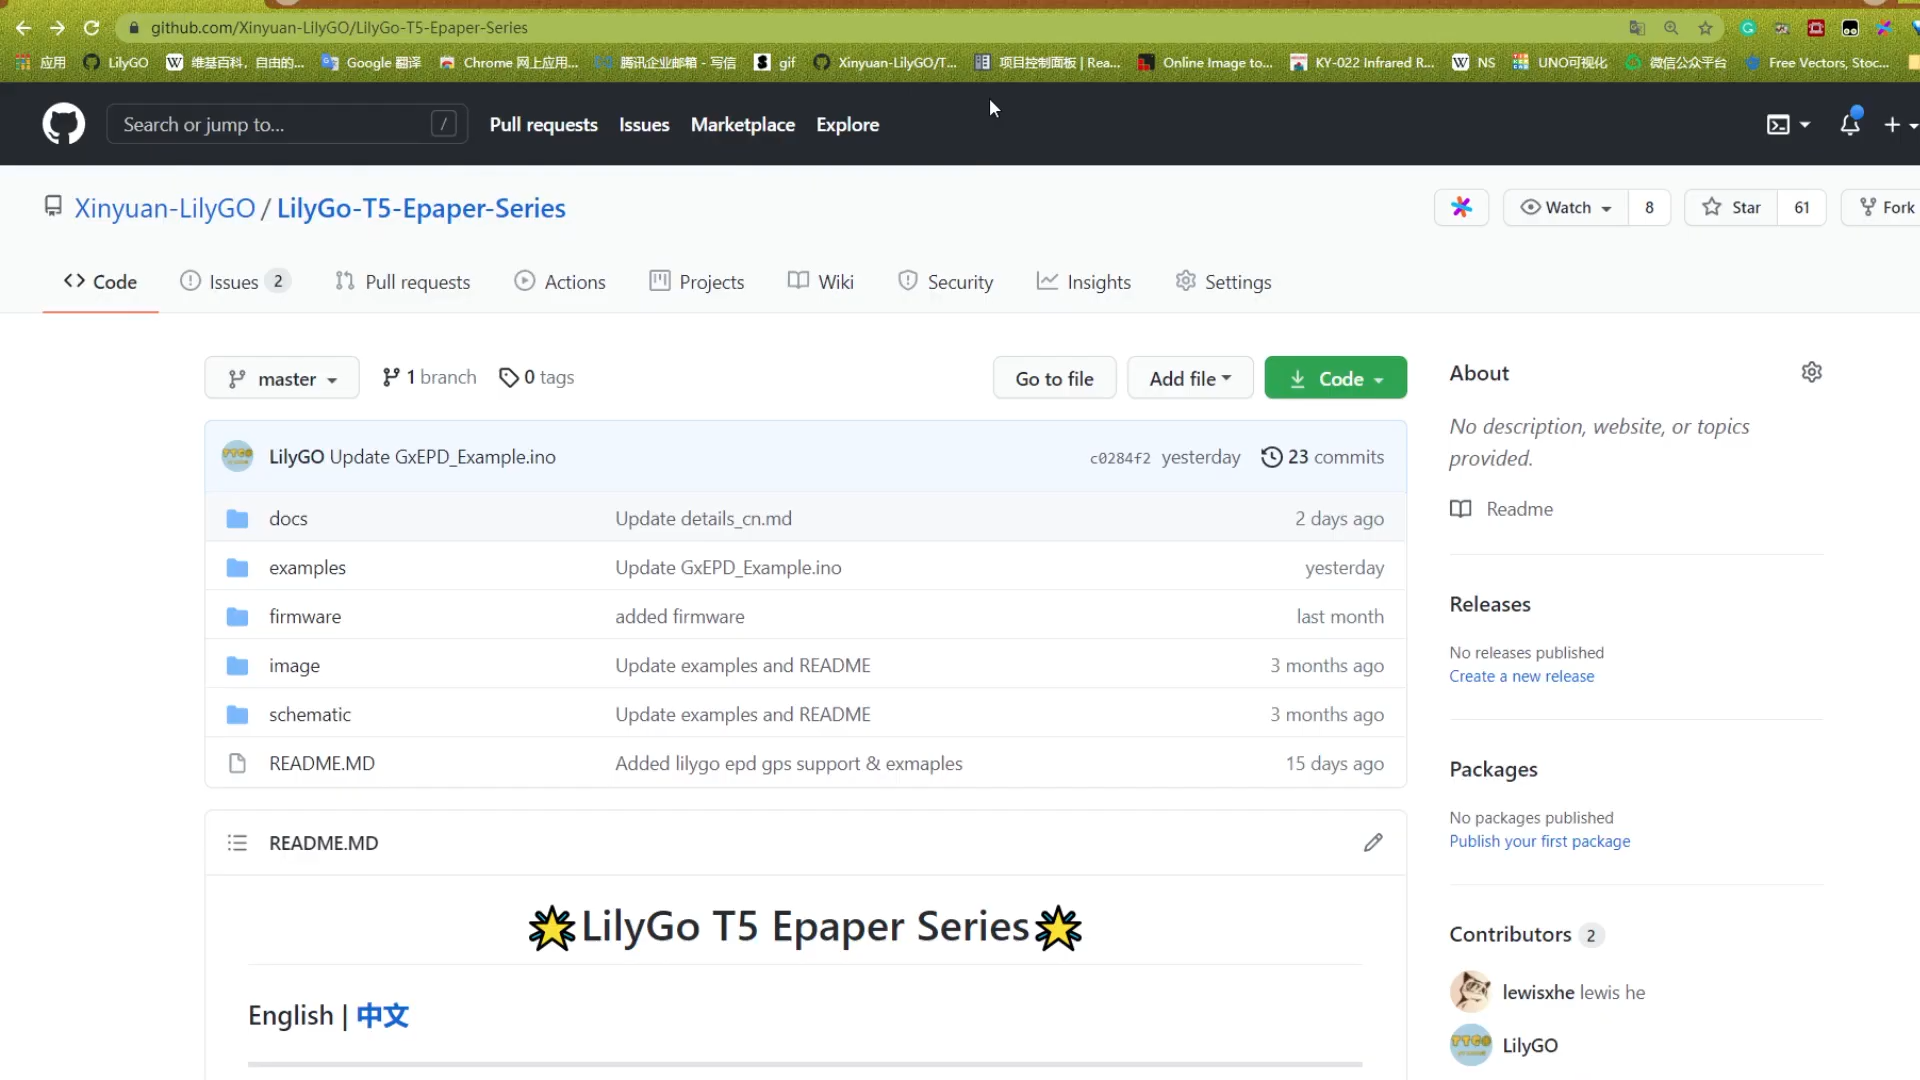 github.com/Xinyuan-LilyGO/LilyGo-T5-Epaper-Series
应用 LilyGO 维基百科，自由的... Google 翻译 Chrome 网上应用... 腾讯企业邮箱 - 写信 gif Xinyuan-LilyGO/T... 项目控制面板 | Rea... Online Image to... KY-022 Infrared R... NS UNO可视化 微信公众平台 Free Vectors, Stoc...
Search or jump to... / Pull requests Issues Marketplace Explore
Xinyuan-LilyGO / LilyGo-T5-Epaper-Series Watch 8 Star 61 Fork
Code Issues 2 Pull requests Actions Projects Wiki Security Insights Settings
master 1 branch 0 tags Go to file Add file Code
LilyGO Update GxEPD_Example.ino c0284f2 yesterday 23 commits
docs Update details_cn.md 2 days ago
examples Update GxEPD_Example.ino yesterday
firmware added firmware last month
image Update examples and README 3 months ago
schematic Update examples and README 3 months ago
README.MD Added lilygo epd gps support & exmaples 15 days ago
README.MD
🌟LilyGo T5 Epaper Series🌟
English | 中文
About
No description, website, or topics
provided.
Readme
Releases
No releases published
Create a new release
Packages
No packages published
Publish your first package
Contributors 2
lewisxhe lewis he
LilyGO